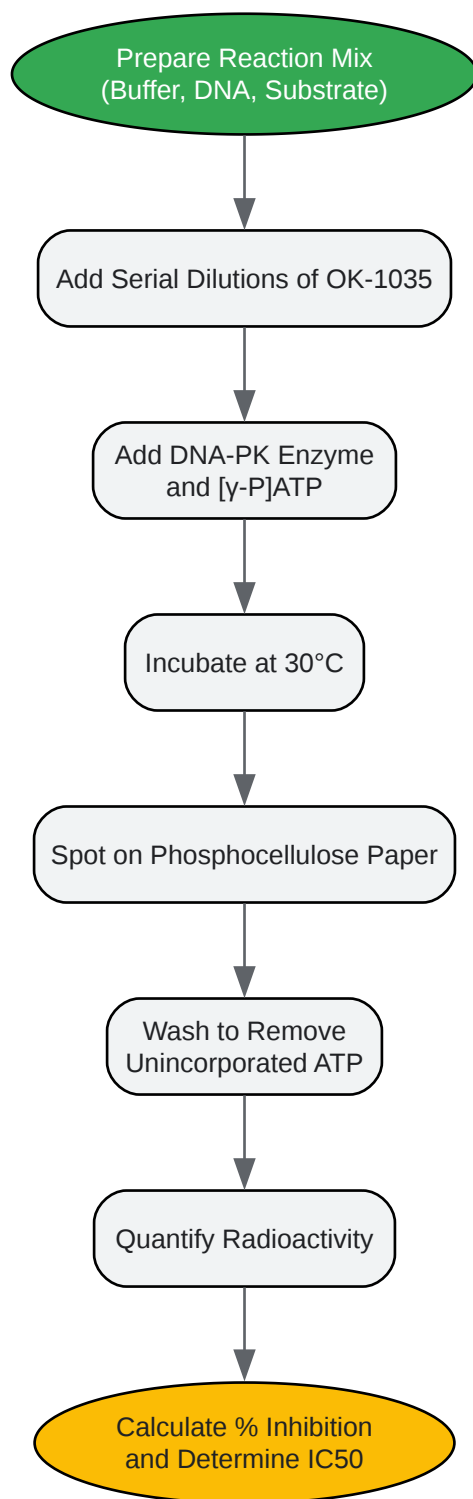 Prepare Reaction Mix
(Buffer, DNA, Substrate)
Add Serial Dilutions of OK-1035
Add DNA-PK Enzyme
and [γ-P]ATP
Incubate at 30°C
Spot on Phosphocellulose Paper
Wash to Remove
Unincorporated ATP
Quantify Radioactivity
Calculate % Inhibition
and Determine IC50